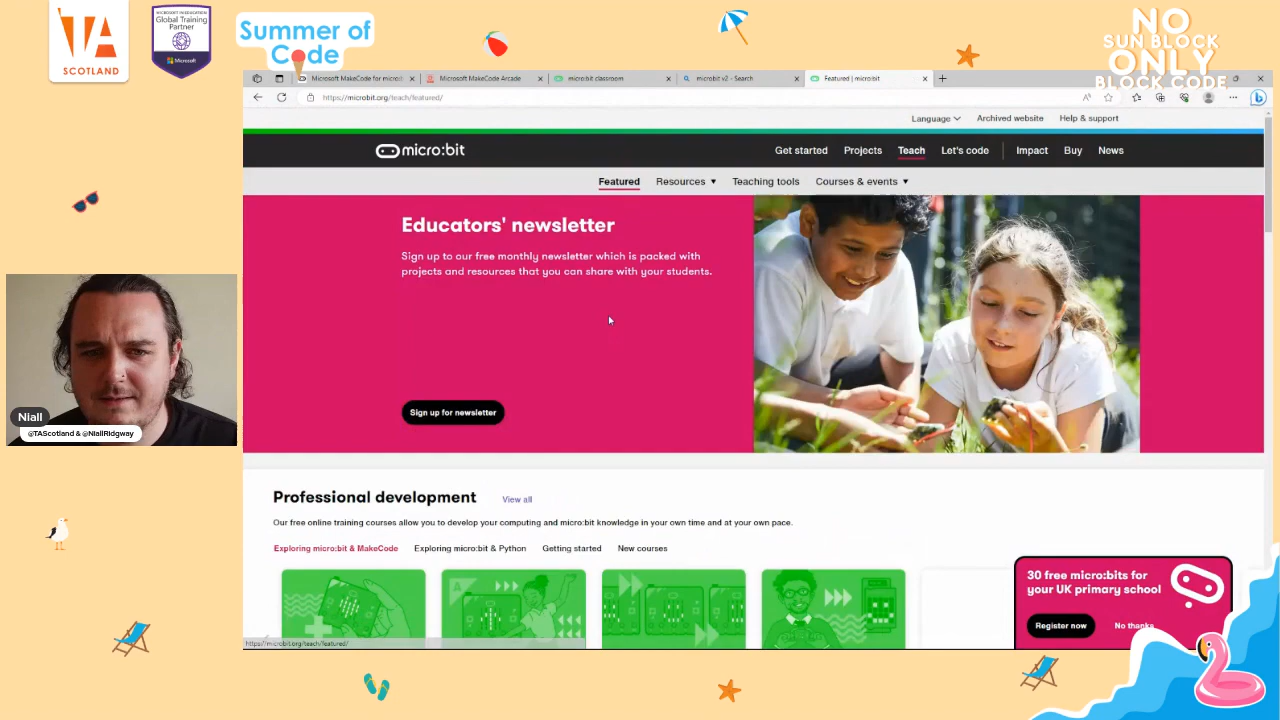 TA
SCOTLAND
MICROSOFT IN EDUCATION
Global Training
Partner
Microsoft
Summer of
Code
NO
SUN BLOCK
ONLY
BLOCK CODE
Microsoft MakeCode for micro:
Microsoft MakeCode Arcade
micro:bit classroom
microbit v2 - Search
Featured | micro:bit
https://microbit.org/teach/featured/
Language
Archived website
Help & support
micro:bit
Get started
Projects
Teach
Let's code
Impact
Buy
News
Featured
Resources
Teaching tools
Courses & events
Educators' newsletter
Sign up to our free monthly newsletter which is packed with
projects and resources that you can share with your students.
Sign up for newsletter
Niall
@TAScotland & @NiallRidgway
Professional development
View all
Our free online training courses allow you to develop your computing and micro:bit knowledge in your own time and at your own pace.
Exploring micro:bit & MakeCode
Exploring micro:bit & Python
Getting started
New courses
30 free micro:bits for
your UK primary school
Register now
No thanks
https://microbit.org/teach/featured/